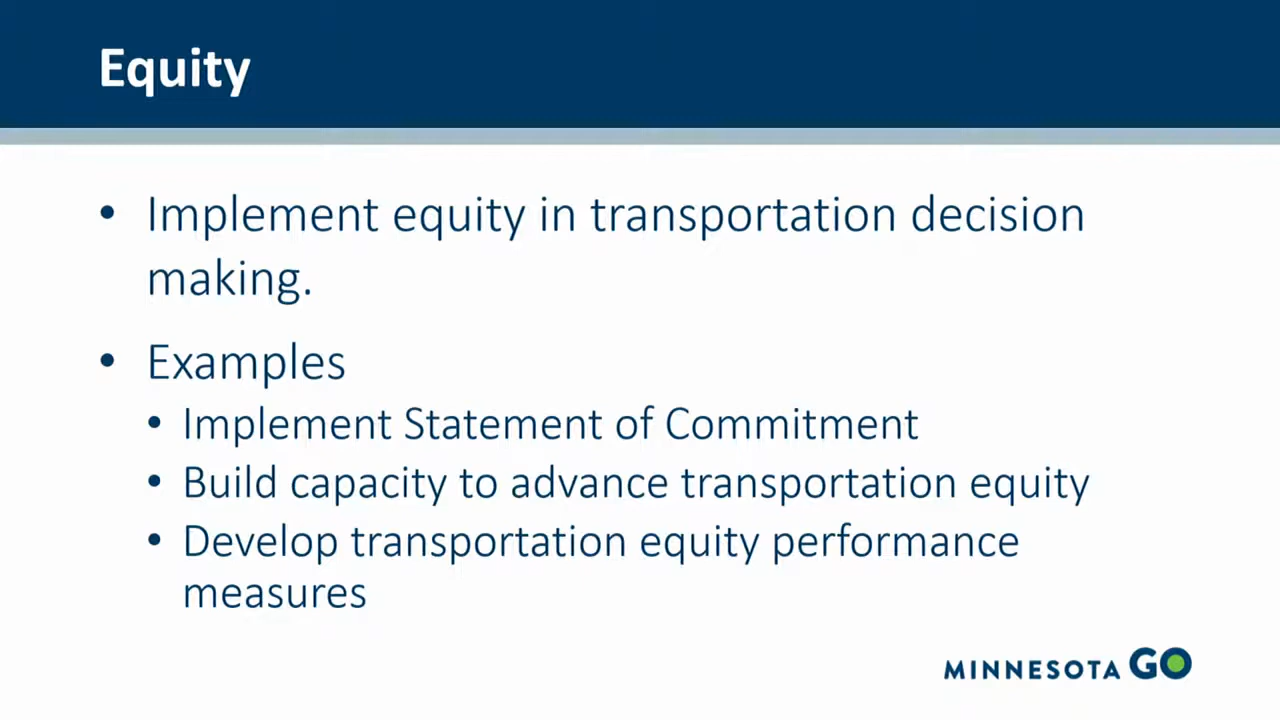 Equity
• Implement equity in transportation decision
making.
• Examples
• Implement Statement of Commitment
• Build capacity to advance transportation equity
• Develop transportation equity performance
measures
MINNESOTA GO